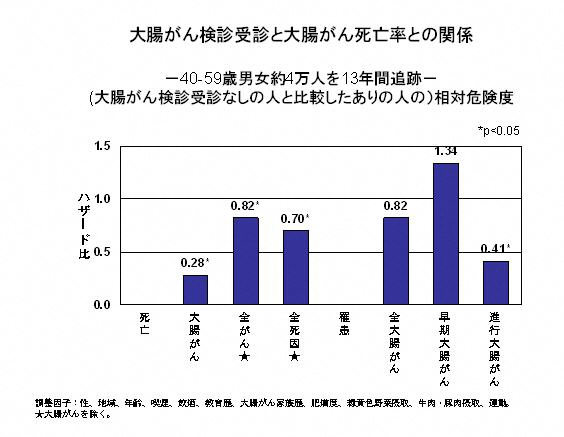 大腸がん検診受診と大腸がん死亡率との関係
－40-59歳男女約4万人を13年間追跡－
(大腸がん検診受診なしの人と比較したありの人の）相対危険度
*p<0.05
ハザード比
1.5
1.0
0.5
0.0
0.28*
0.82*
0.70*
0.82
1.34
0.41*
死亡
大腸がん
全がん★
全死因★
罹患
全大腸がん
早期大腸がん
進行大腸がん
調整因子：性、地域、年齢、喫煙、飲酒、教育歴、大腸がん家族歴、肥満度、緑黄色野菜摂取、牛肉・豚肉摂取、運動。
★大腸がんを除く。